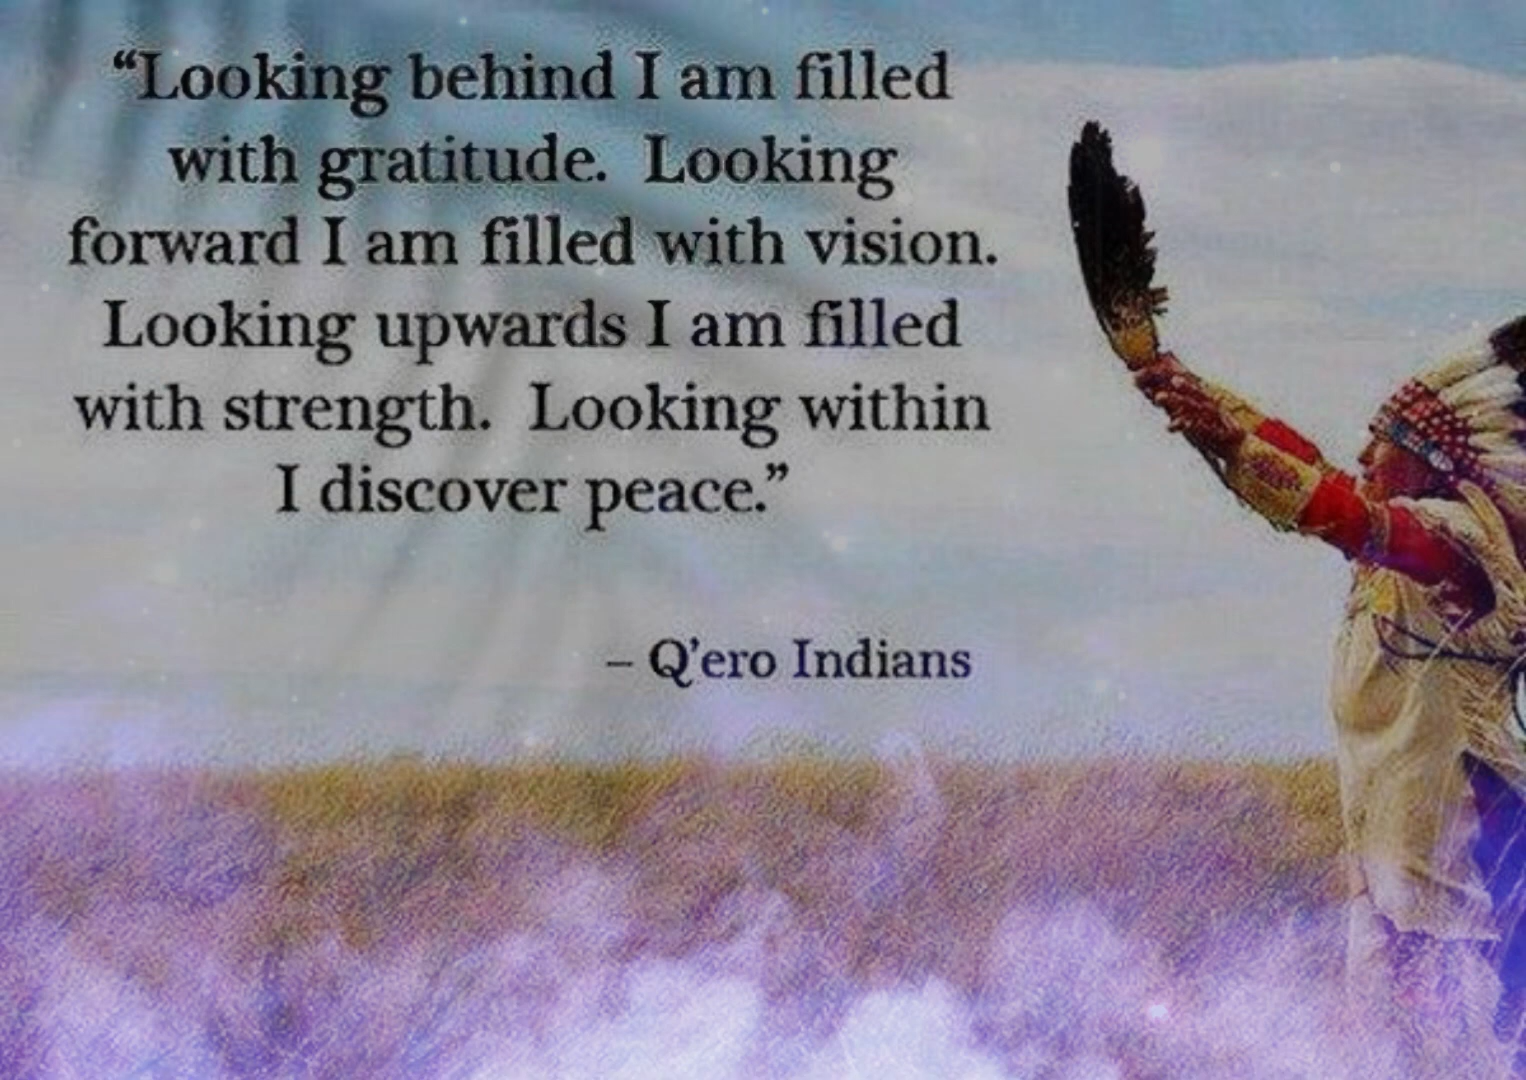 “Looking behind I am filled
with gratitude.  Looking
forward I am filled with vision.
Looking upwards I am filled
with strength.  Looking within
I discover peace.”
– Q’ero Indians